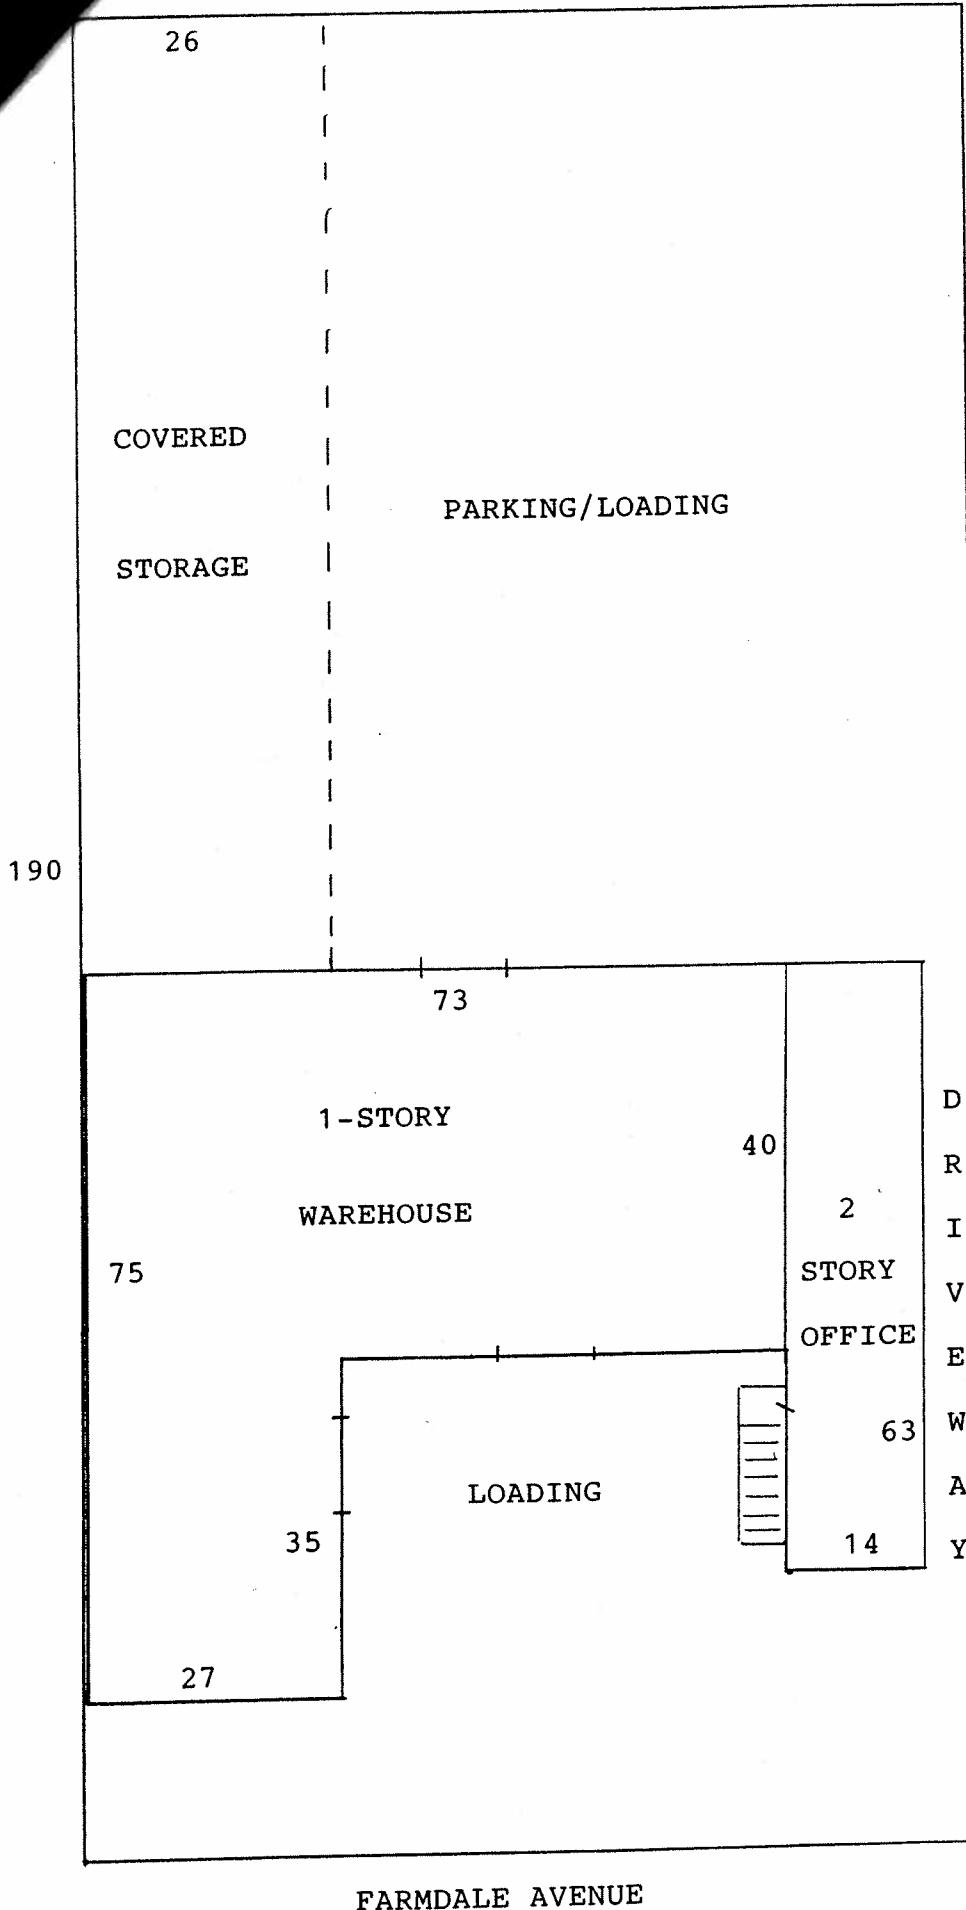 26
COVERED
STORAGE
PARKING/LOADING
190
73
1-STORY
WAREHOUSE
40
75
2
STORY
OFFICE
63
14
LOADING
35
27
D
R
I
V
E
W
A
Y
FARMDALE AVENUE